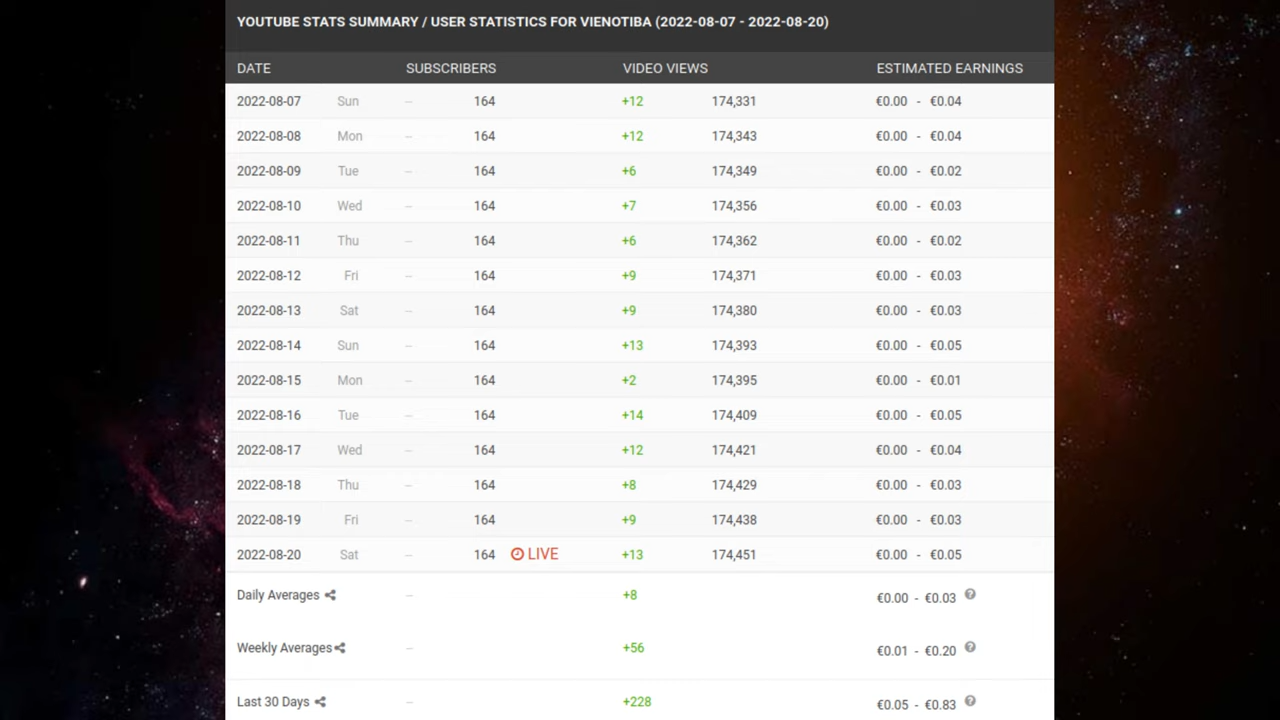 YOUTUBE STATS SUMMARY / USER STATISTICS FOR VIENOTIBA (2022-08-07 - 2022-08-20)
DATE SUBSCRIBERS VIDEO VIEWS ESTIMATED EARNINGS
2022-08-07 Sun -- 164 +12 174,331 €0.00 - €0.04
2022-08-08 Mon -- 164 +12 174,343 €0.00 - €0.04
2022-08-09 Tue -- 164 +6 174,349 €0.00 - €0.02
2022-08-10 Wed -- 164 +7 174,356 €0.00 - €0.03
2022-08-11 Thu -- 164 +6 174,362 €0.00 - €0.02
2022-08-12 Fri -- 164 +9 174,371 €0.00 - €0.03
2022-08-13 Sat -- 164 +9 174,380 €0.00 - €0.03
2022-08-14 Sun -- 164 +13 174,393 €0.00 - €0.05
2022-08-15 Mon -- 164 +2 174,395 €0.00 - €0.01
2022-08-16 Tue -- 164 +14 174,409 €0.00 - €0.05
2022-08-17 Wed -- 164 +12 174,421 €0.00 - €0.04
2022-08-18 Thu -- 164 +8 174,429 €0.00 - €0.03
2022-08-19 Fri -- 164 +9 174,438 €0.00 - €0.03
2022-08-20 Sat -- 164 LIVE +13 174,451 €0.00 - €0.05
Daily Averages -- +8 €0.00 - €0.03 ?
Weekly Averages -- +56 €0.01 - €0.20 ?
Last 30 Days -- +228 €0.05 - €0.83 ?